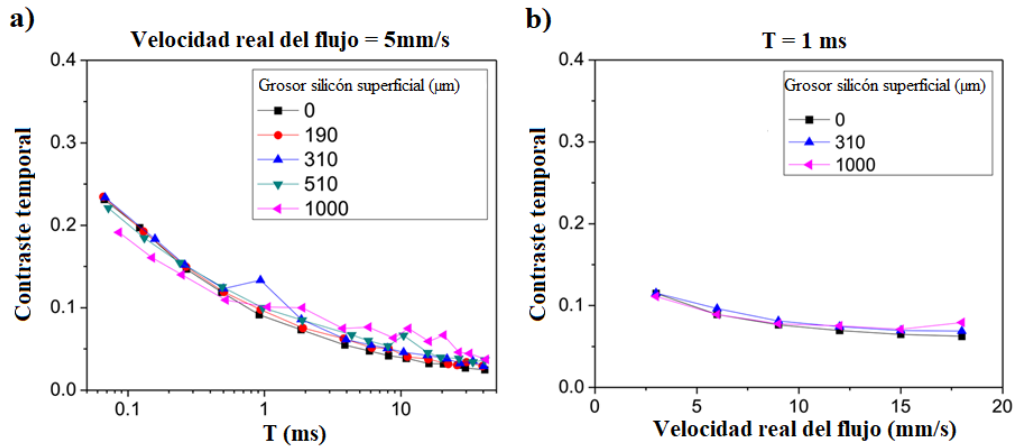 a)
Velocidad real del flujo = 5mm/s
Contraste temporal
0.4
0.3
0.2
0.1
0.0
Grosor silicón superficial (μm)
0
190
310
510
1000
0.1
1
10
T (ms)
b)
T = 1 ms
Contraste temporal
0.4
0.3
0.2
0.1
0.0
Grosor silicón superficial (μm)
0
310
1000
0
5
10
15
20
Velocidad real del flujo (mm/s)